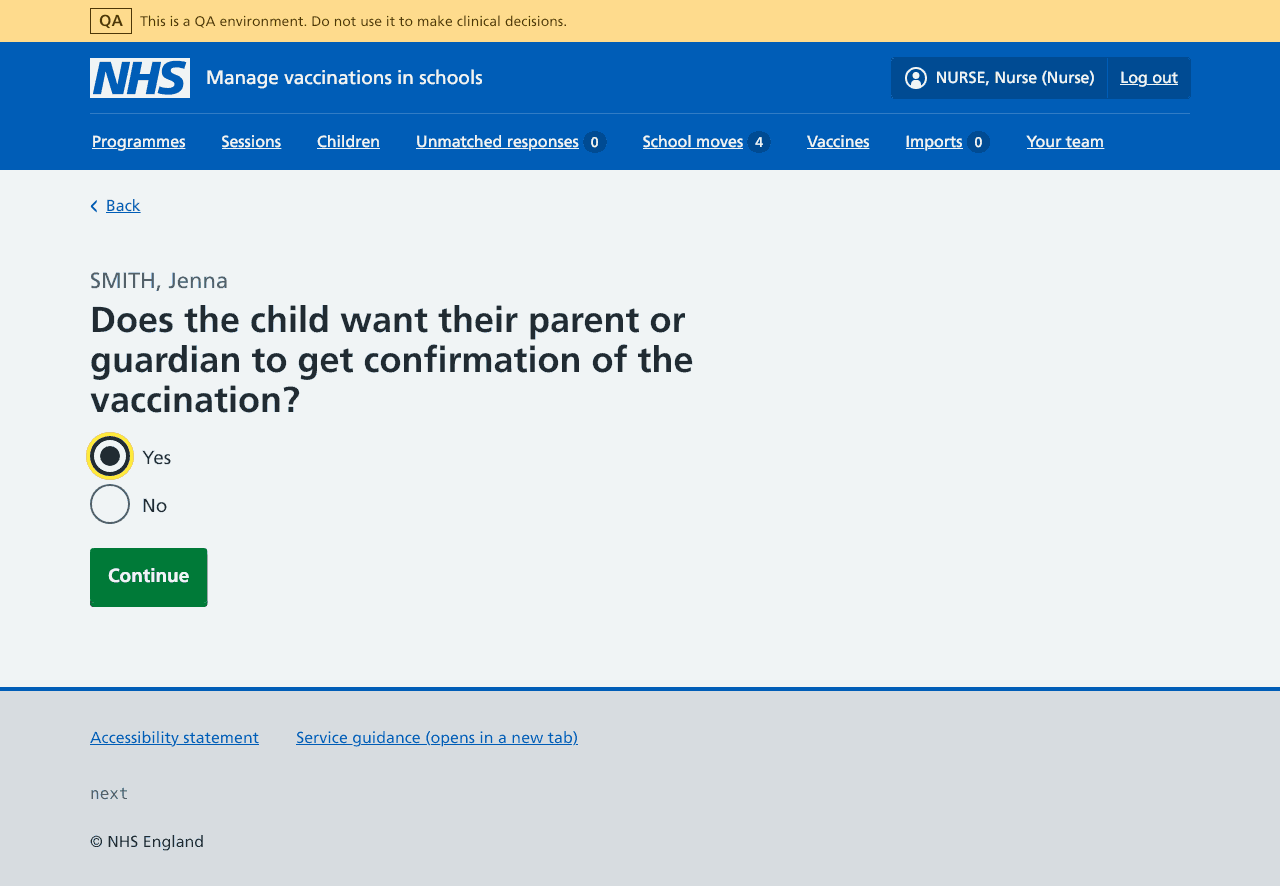 QA This is a QA environment. Do not use it to make clinical decisions.
NHS Manage vaccinations in schools NURSE, Nurse (Nurse) Log out
Programmes Sessions Children Unmatched responses 0 School moves 4 Vaccines Imports 0 Your team
Back
SMITH, Jenna
Does the child want their parent or
guardian to get confirmation of the
vaccination?
Yes
No
Continue
Accessibility statement Service guidance (opens in a new tab)
next
© NHS England